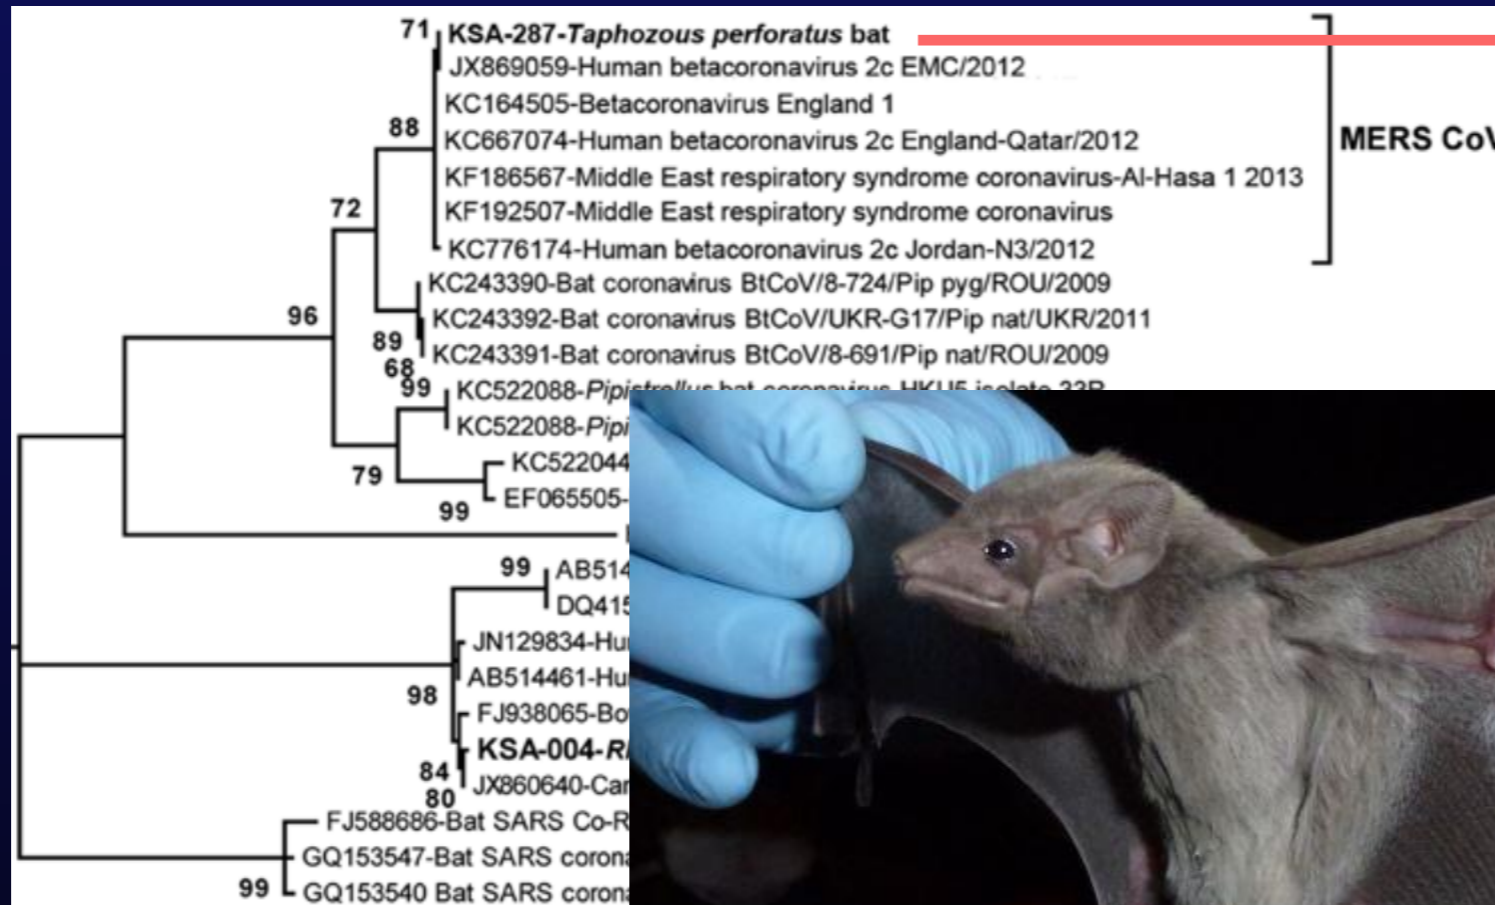 71
KSA-287-Taphozous perforatus bat
JX869059-Human betacoronavirus 2c EMC/2012
KC164505-Betacoronavirus England 1
88
KC667074-Human betacoronavirus 2c England-Qatar/2012
MERS CoV
KF186567-Middle East respiratory syndrome coronavirus-Al-Hasa 1 2013
72
KF192507-Middle East respiratory syndrome coronavirus
KC776174-Human betacoronavirus 2c Jordan-N3/2012
KC243390-Bat coronavirus BtCoV/8-724/Pip pyg/ROU/2009
96
KC243392-Bat coronavirus BtCoV/UKR-G17/Pip nat/UKR/2011
89
KC243391-Bat coronavirus BtCoV/8-691/Pip nat/ROU/2009
68
99
KC522088-Pipistrellus bat coronavirus HKU5 isolate 33R
KC522088-Pipi
KC522044
79
EF065505-
99
99
AB514
DQ415
JN129834-Hu
AB514461-Hu
98
FJ938065-Bo
KSA-004-R
84
JX860640-Car
80
FJ588686-Bat SARS Co-R
GQ153547-Bat SARS corona
99
GQ153540 Bat SARS corona